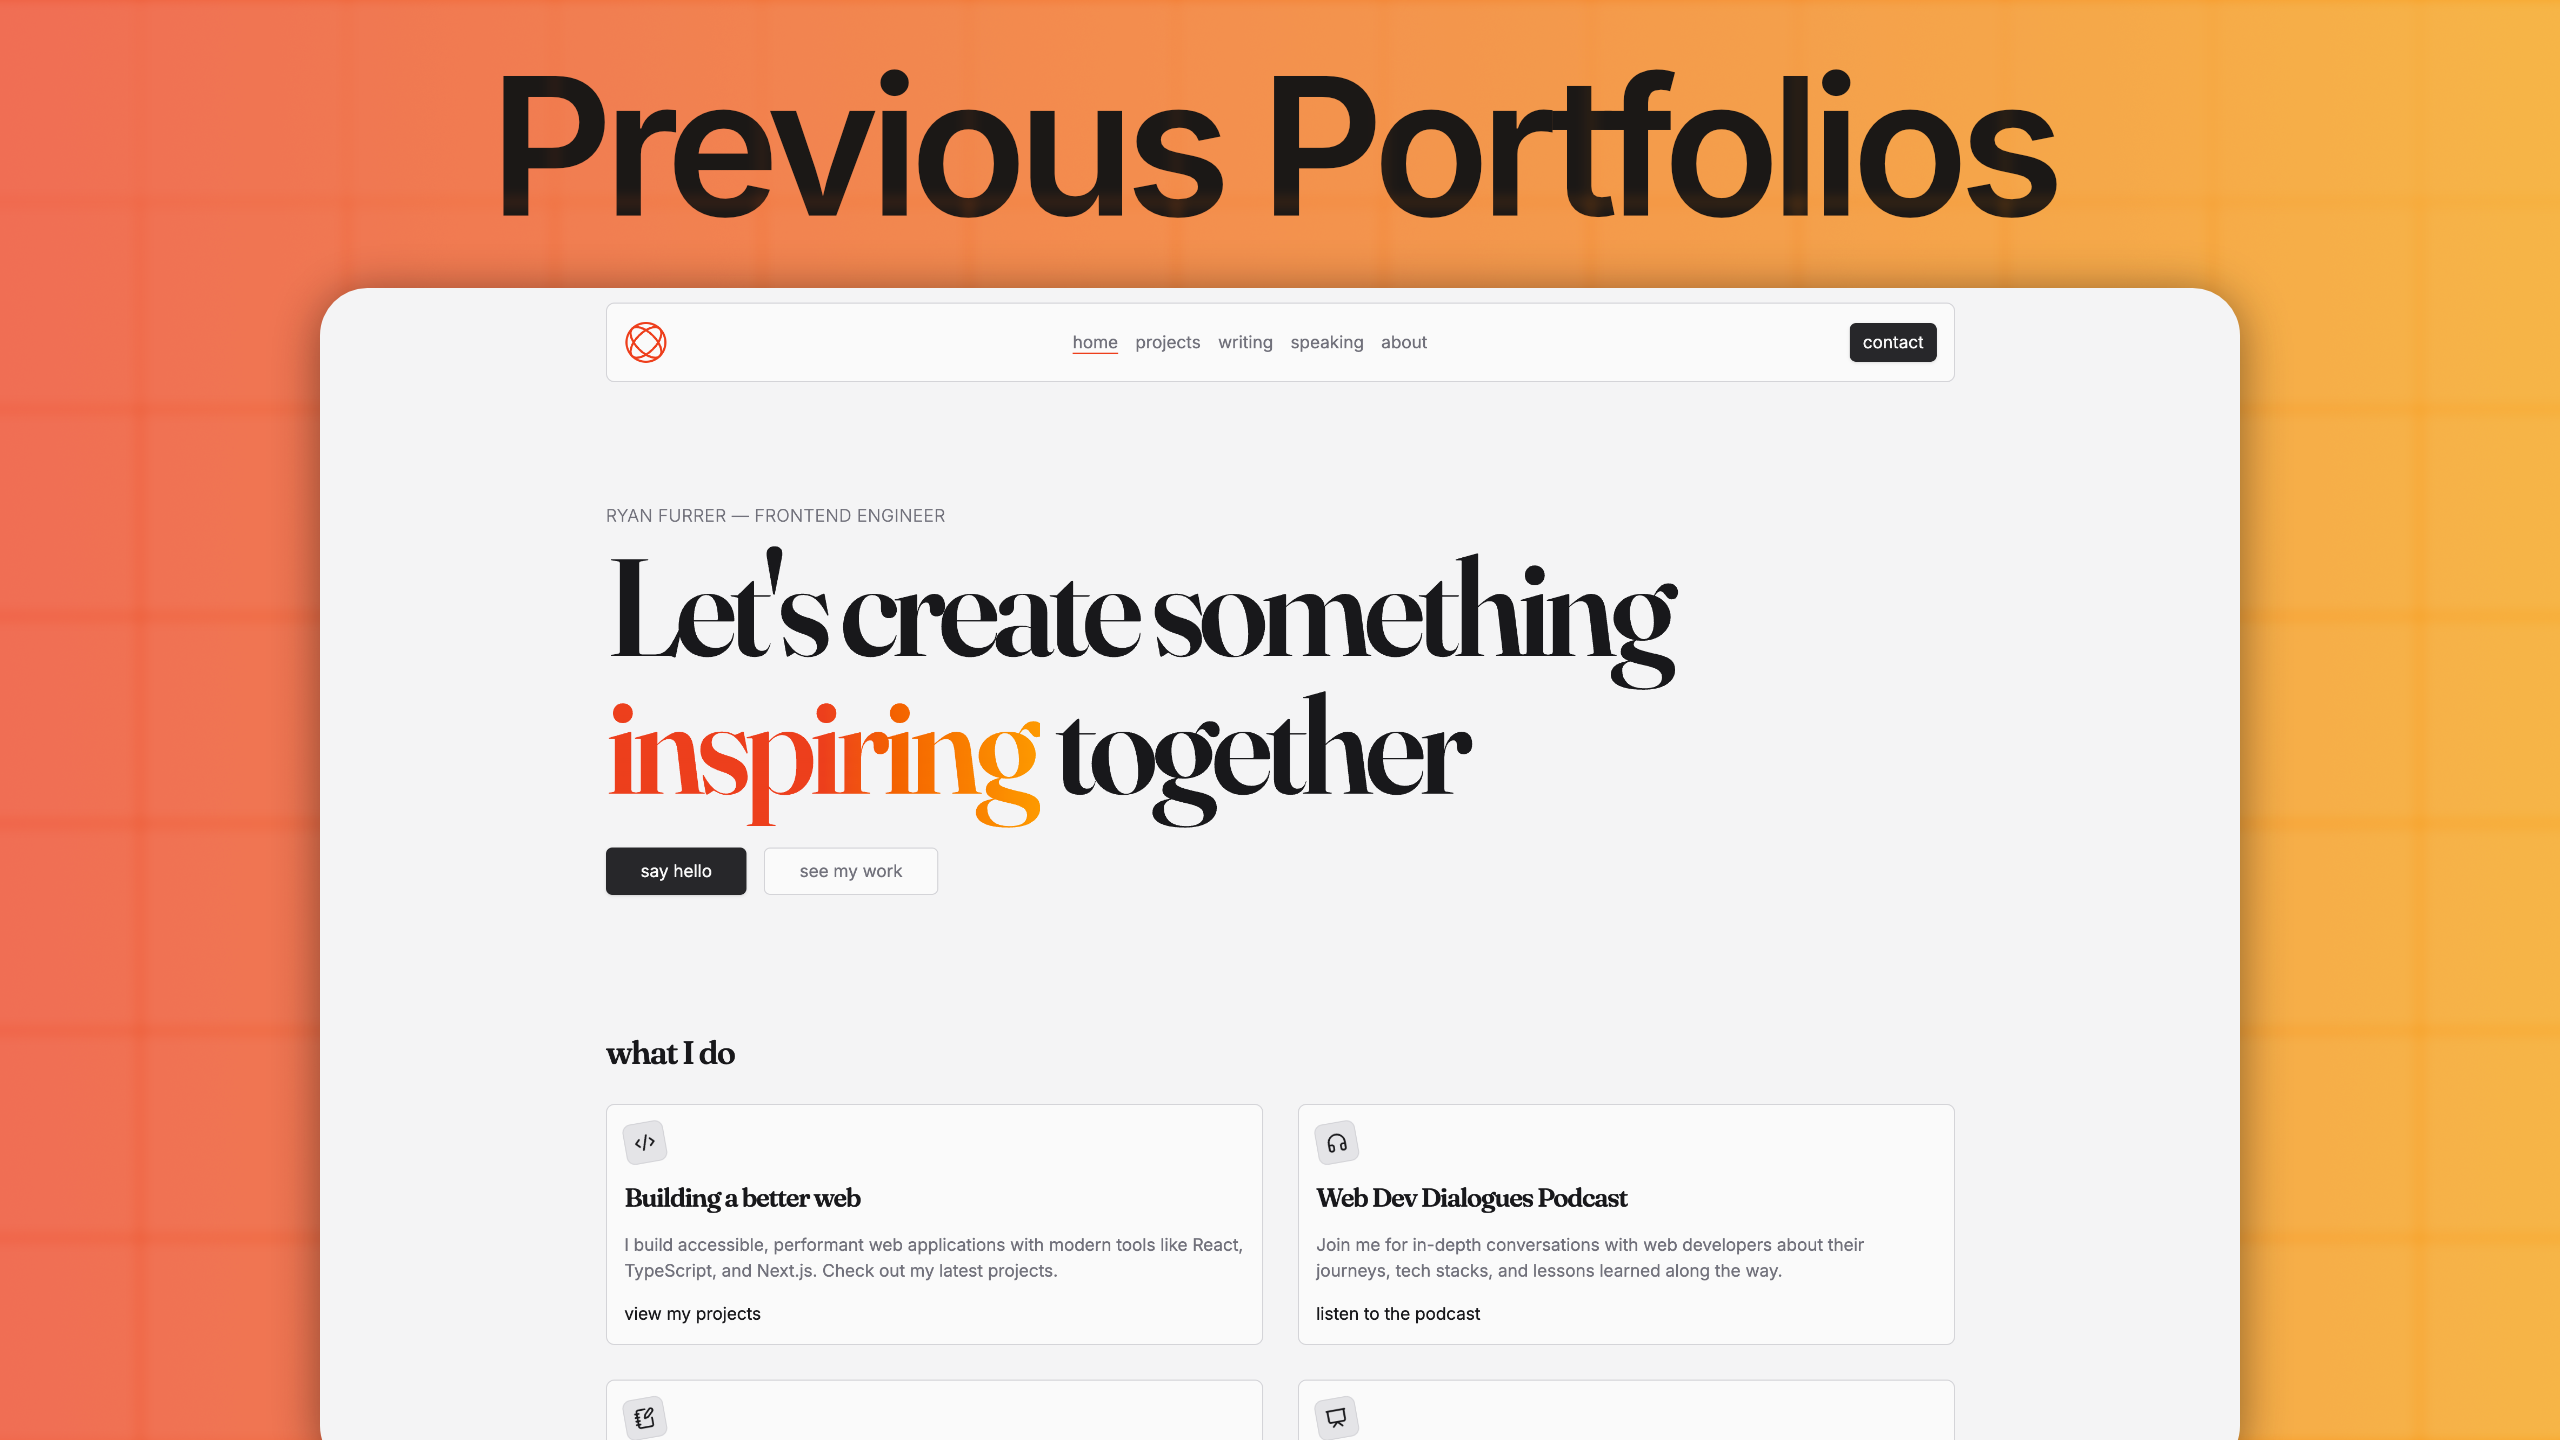 Previous Portfolios
home projects writing speaking about contact
RYAN FURRER — FRONTEND ENGINEER
Let's create something
inspiring together
say hello see my work
what I do
Building a better web
I build accessible, performant web applications with modern tools like React,
TypeScript, and Next.js. Check out my latest projects.
view my projects
Web Dev Dialogues Podcast
Join me for in-depth conversations with web developers about their
journeys, tech stacks, and lessons learned along the way.
listen to the podcast